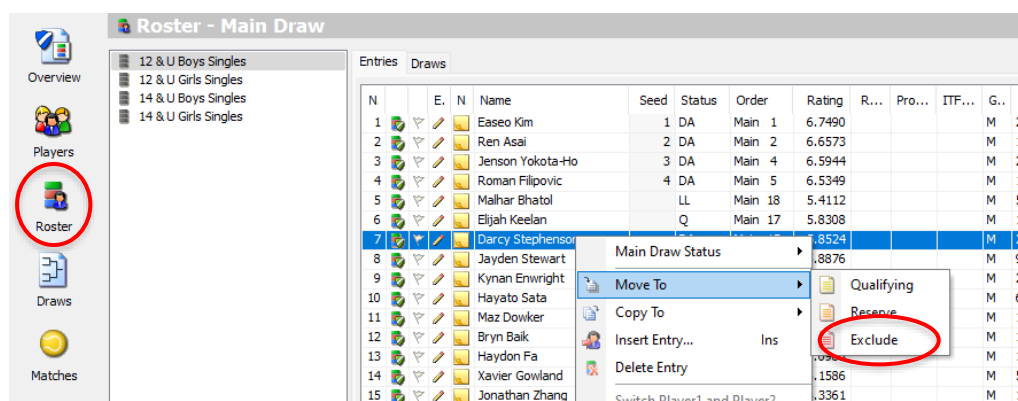 Roster - Main Draw
Overview
Players
Roster
Draws
Matches
12 & U Boys Singles
12 & U Girls Singles
14 & U Boys Singles
14 & U Girls Singles
Entries Draws
N E. N Name Seed Status Order Rating R... Pro... ITF... G..
1 Easeo Kim 1 DA Main 1 6.7490 M
2 Ren Asai 2 DA Main 2 6.6573 M
3 Jenson Yokota-Ho 3 DA Main 4 6.5944 M
4 Roman Filipovic 4 DA Main 5 6.5349 M
5 Malhar Bhatol LL Main 18 5.4112 M
6 Elijah Keelan Q Main 17 5.8308 M
7 Darcy Stephenson .8524 M
8 Jayden Stewart .8876 M
9 Kynan Enwright M
10 Hayato Sata M
11 Maz Dowker M
12 Bryn Baik M
13 Haydon Fa M
14 Xavier Gowland .1586 M
15 Jonathan Zhang .3361 M
Main Draw Status
Move To
Copy To
Insert Entry... Ins
Delete Entry
Switch Player1 and Player2
Qualifying
Reserve
Exclude